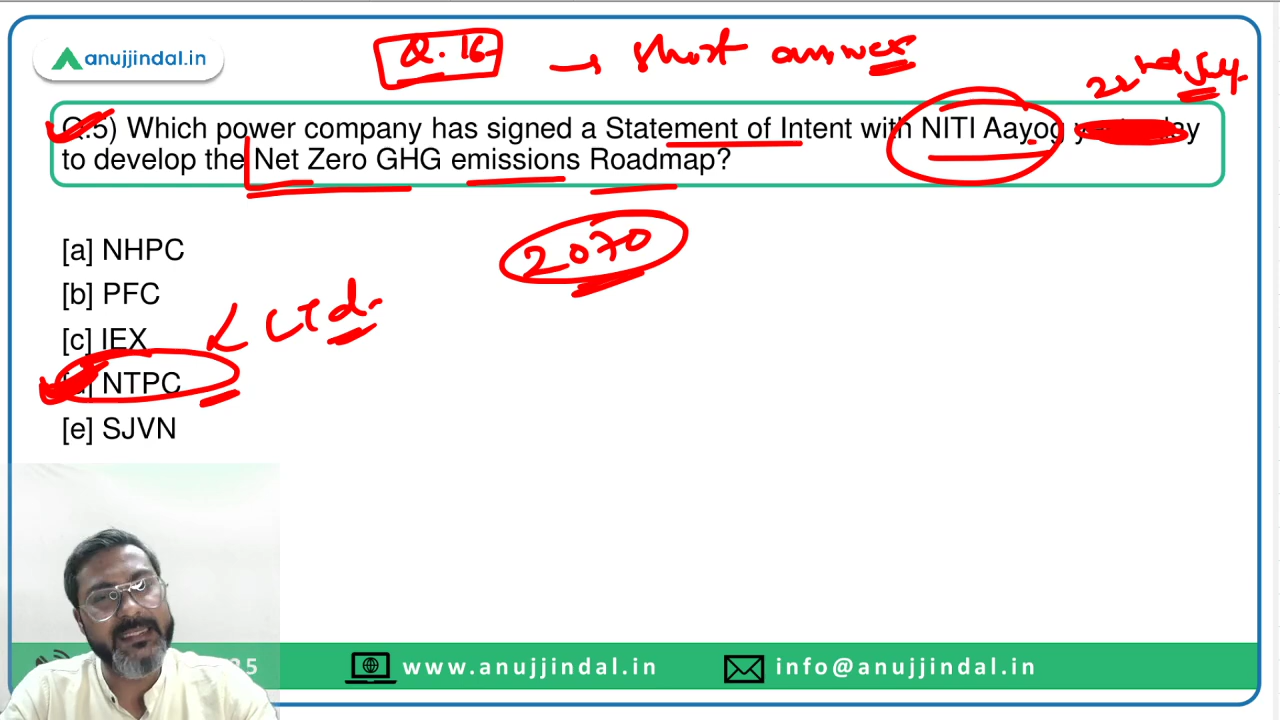 anujjindal.in
Q.16 → short answer
22nd July
Q.5) Which power company has signed a Statement of Intent with NITI Aayog
to develop the Net Zero GHG emissions Roadmap?
2070
[a] NHPC
[b] PFC
Ltd.
[c] IEX
[d] NTPC
[e] SJVN
www.anujjindal.in
info@anujjindal.in